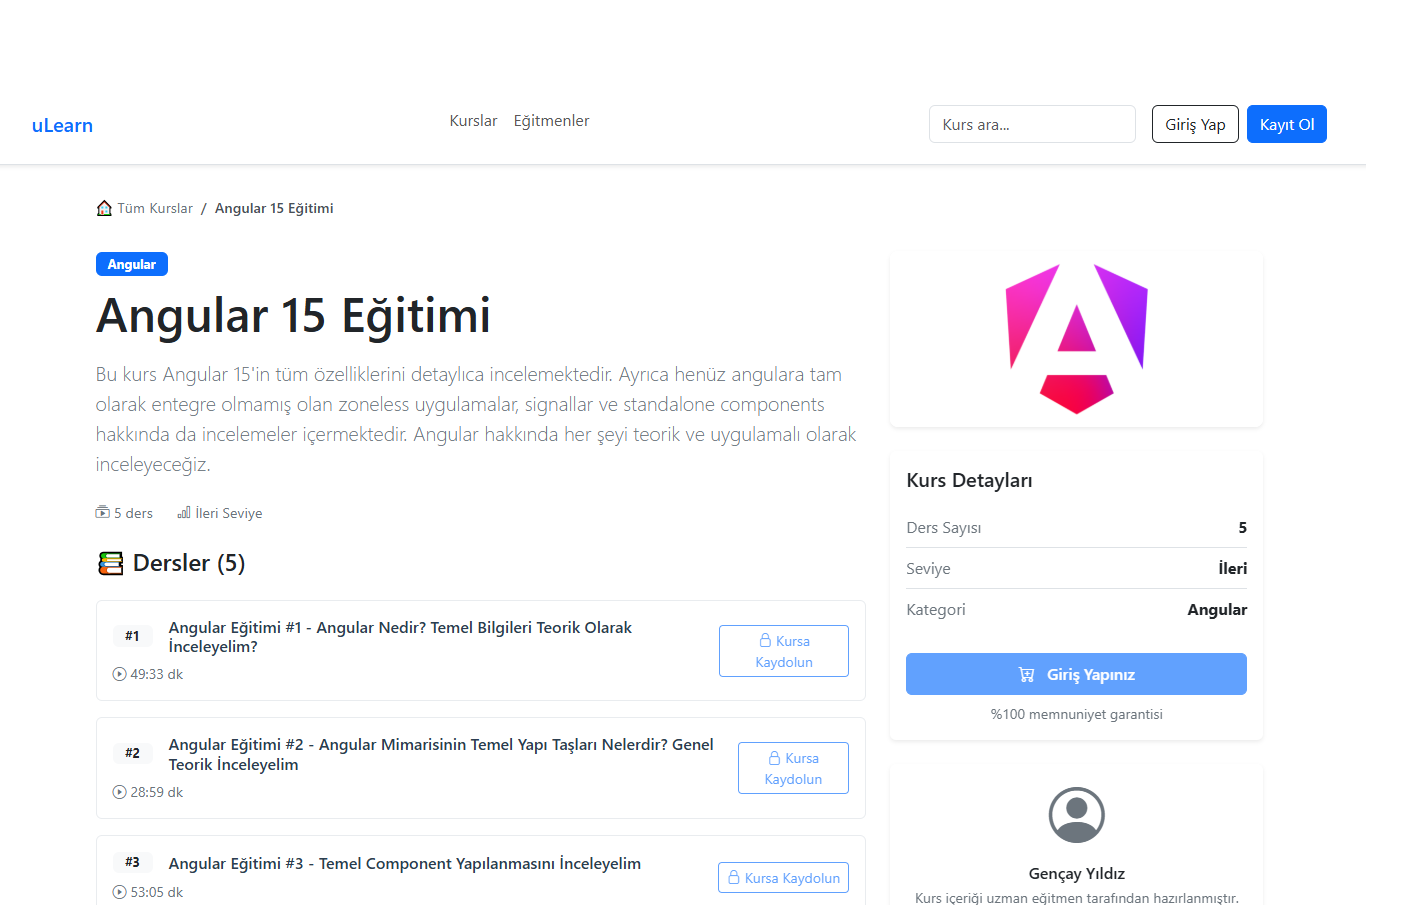 uLearn
Kurslar
Eğitmenler
Kurs ara...
Giriş Yap
Kayıt Ol
Tüm Kurslar / Angular 15 Eğitimi
Angular
Angular 15 Eğitimi
Bu kurs Angular 15'in tüm özelliklerini detaylıca incelemektedir. Ayrıca henüz angulara tam
olarak entegre olmamış olan zoneless uygulamalar, signallar ve standalone components
hakkında da incelemeler içermektedir. Angular hakkında her şeyi teorik ve uygulamalı olarak
inceleyeceğiz.
5 ders
İleri Seviye
Dersler (5)
#1
Angular Eğitimi #1 - Angular Nedir? Temel Bilgileri Teorik Olarak
İnceleyelim?
49:33 dk
Kursa
Kaydolun
#2
Angular Eğitimi #2 - Angular Mimarisinin Temel Yapı Taşları Nelerdir? Genel
Teorik İnceleyelim
28:59 dk
Kursa
Kaydolun
#3
Angular Eğitimi #3 - Temel Component Yapılanmasını İnceleyelim
53:05 dk
Kursa Kaydolun
Kurs Detayları
Ders Sayısı 5
Seviye İleri
Kategori Angular
Giriş Yapınız
%100 memnuniyet garantisi
Gençay Yıldız
Kurs içeriği uzman eğitmen tarafından hazırlanmıştır.